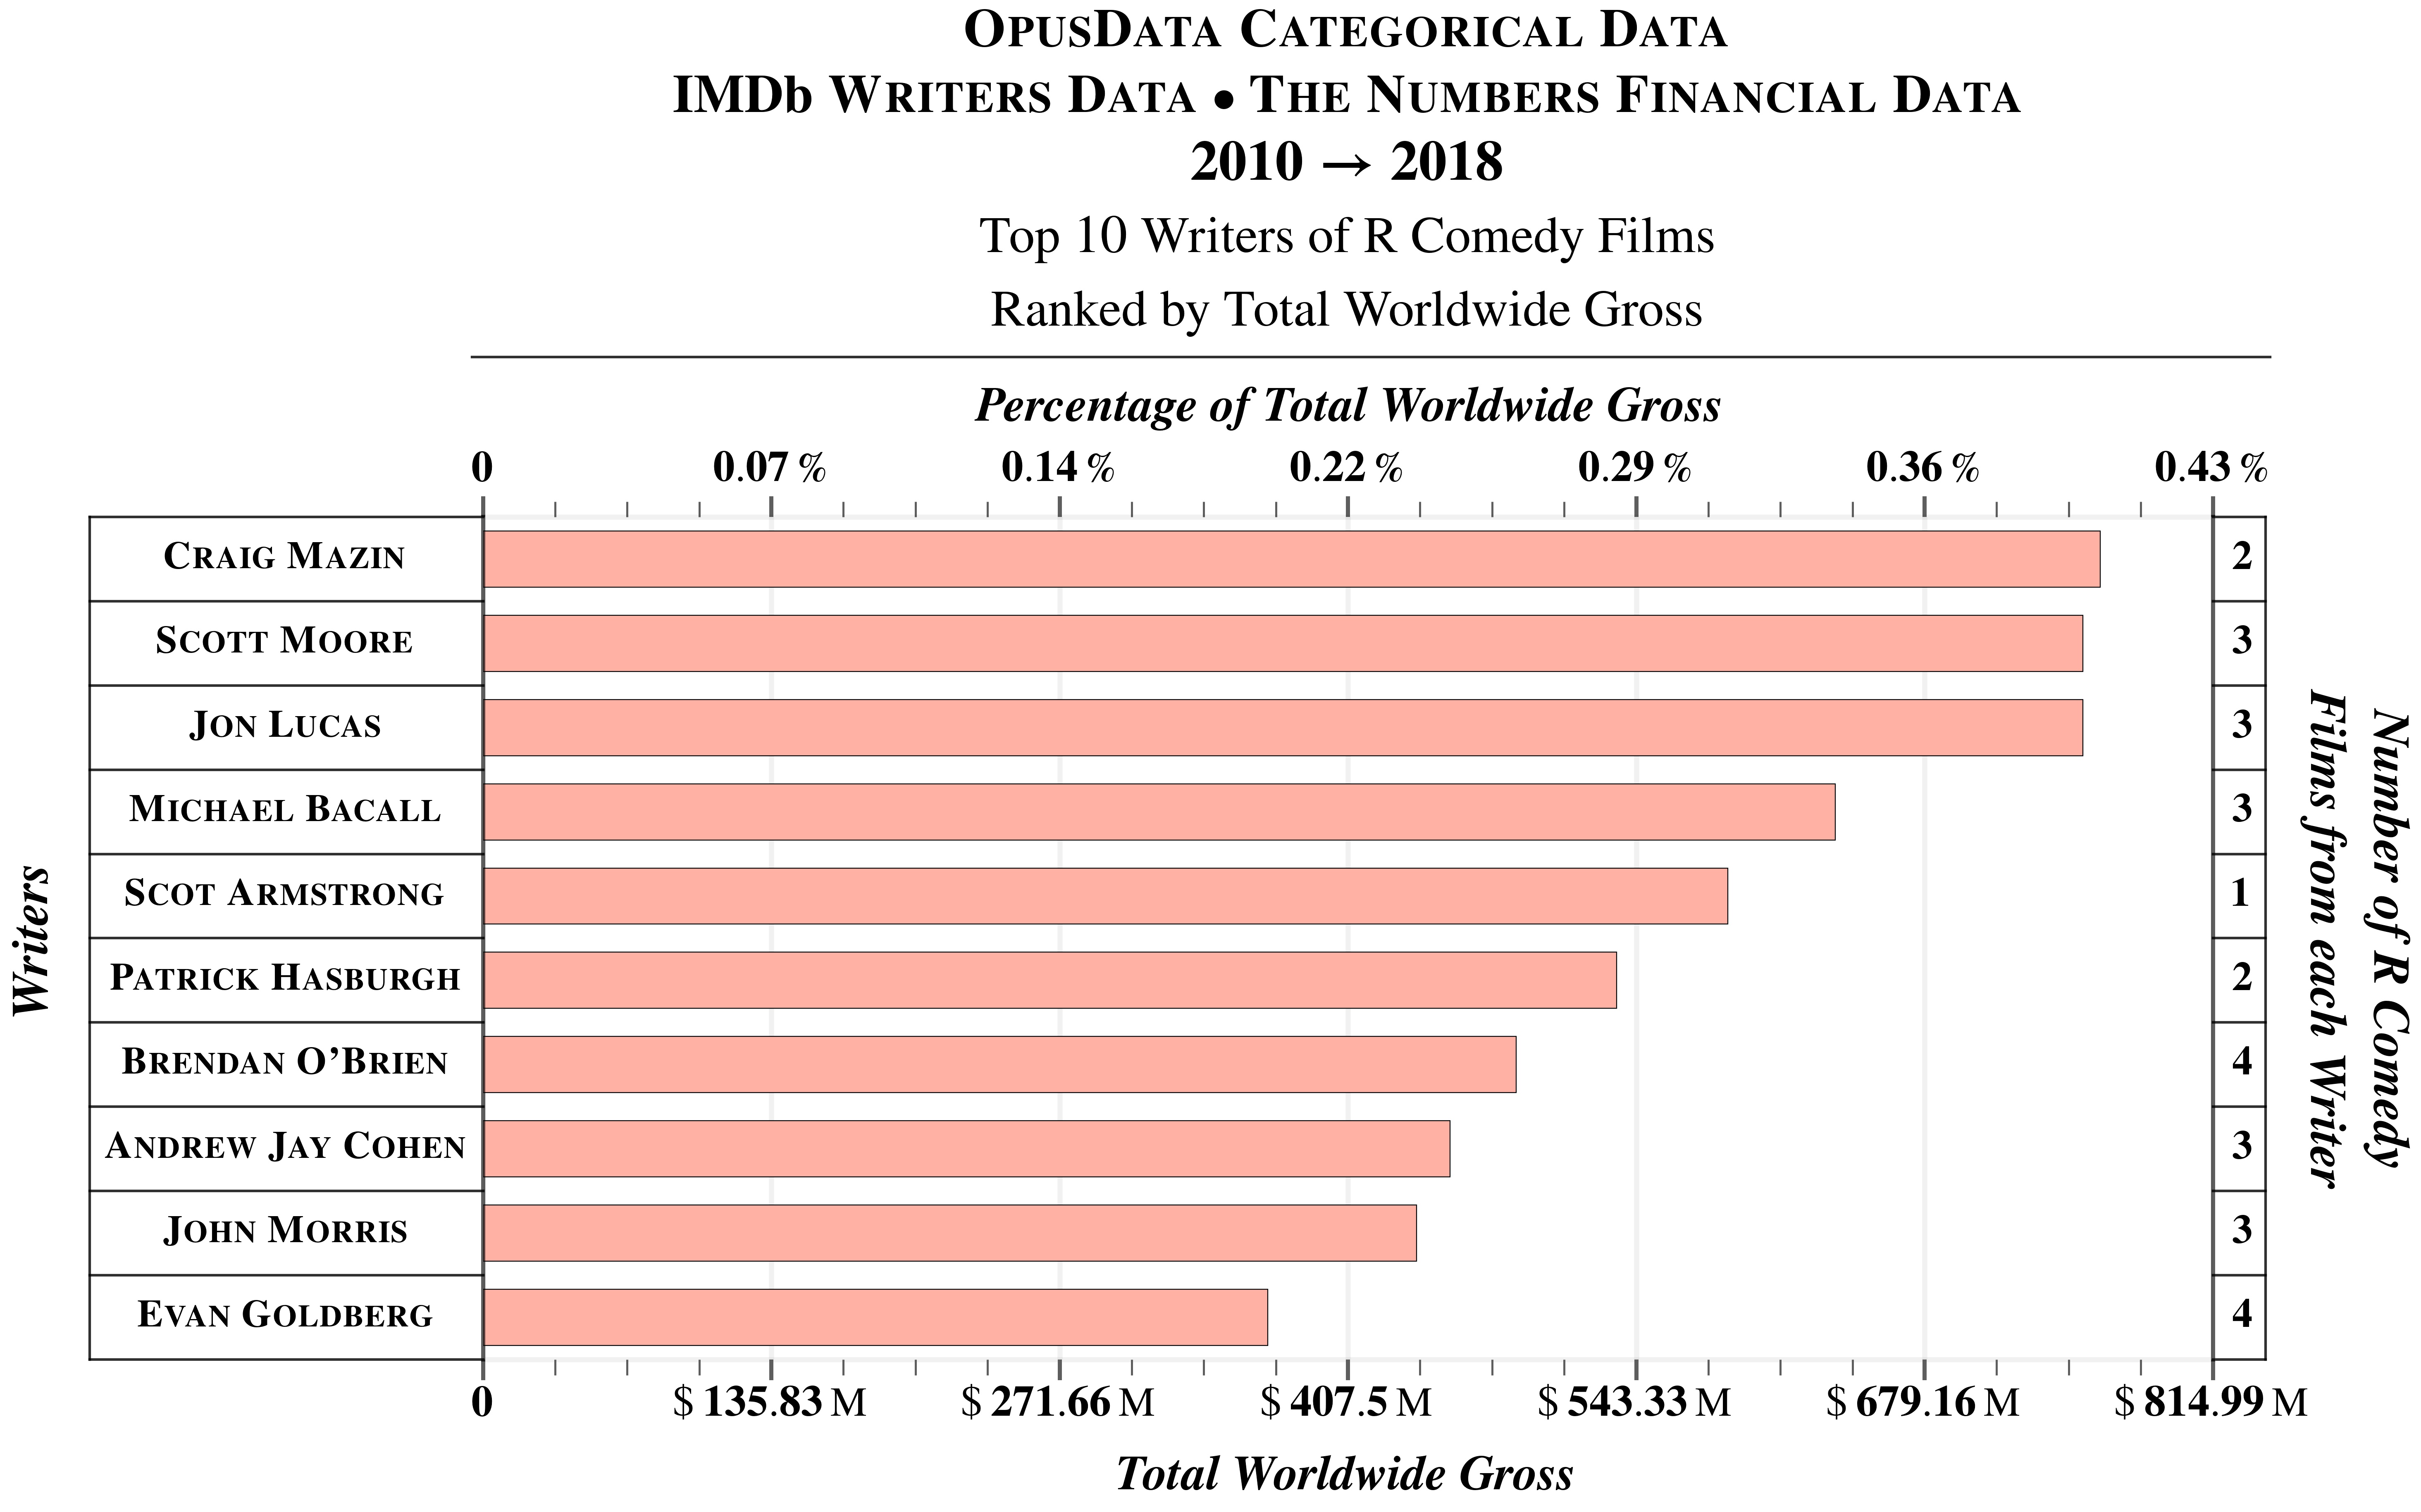 OpusData Categorical Data
IMDb Writers Data • The Numbers Financial Data
2010 → 2018
Top 10 Writers of R Comedy Films
Ranked by Total Worldwide Gross
Percentage of Total Worldwide Gross
0 0.07 % 0.14 % 0.22 % 0.29 % 0.36 % 0.43 %
Writers
Craig Mazin 2
Scott Moore 3
Jon Lucas 3
Michael Bacall 3
Scot Armstrong 1
Patrick Hasburgh 2
Brendan O’Brien 4
Andrew Jay Cohen 3
John Morris 3
Evan Goldberg 4
Number of R Comedy
Films from each Writer
0 $ 135.83 M $ 271.66 M $ 407.5 M $ 543.33 M $ 679.16 M $ 814.99 M
Total Worldwide Gross